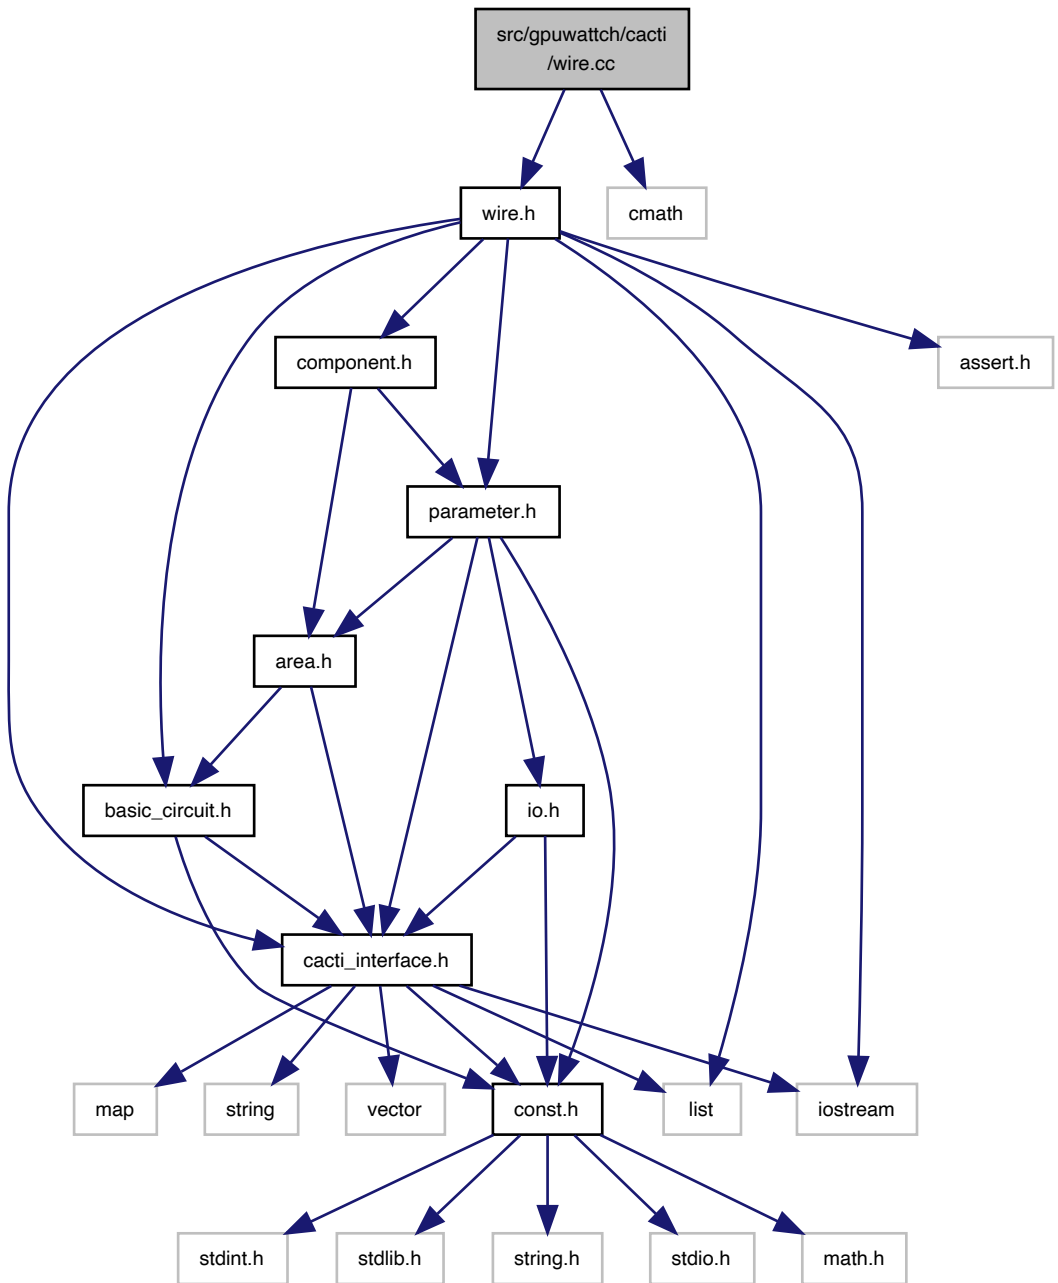 src/gpuwattch/cacti
/wire.cc
wire.h
cmath
component.h
assert.h
parameter.h
area.h
basic_circuit.h
io.h
cacti_interface.h
map
string
vector
const.h
list
iostream
stdint.h
stdlib.h
string.h
stdio.h
math.h